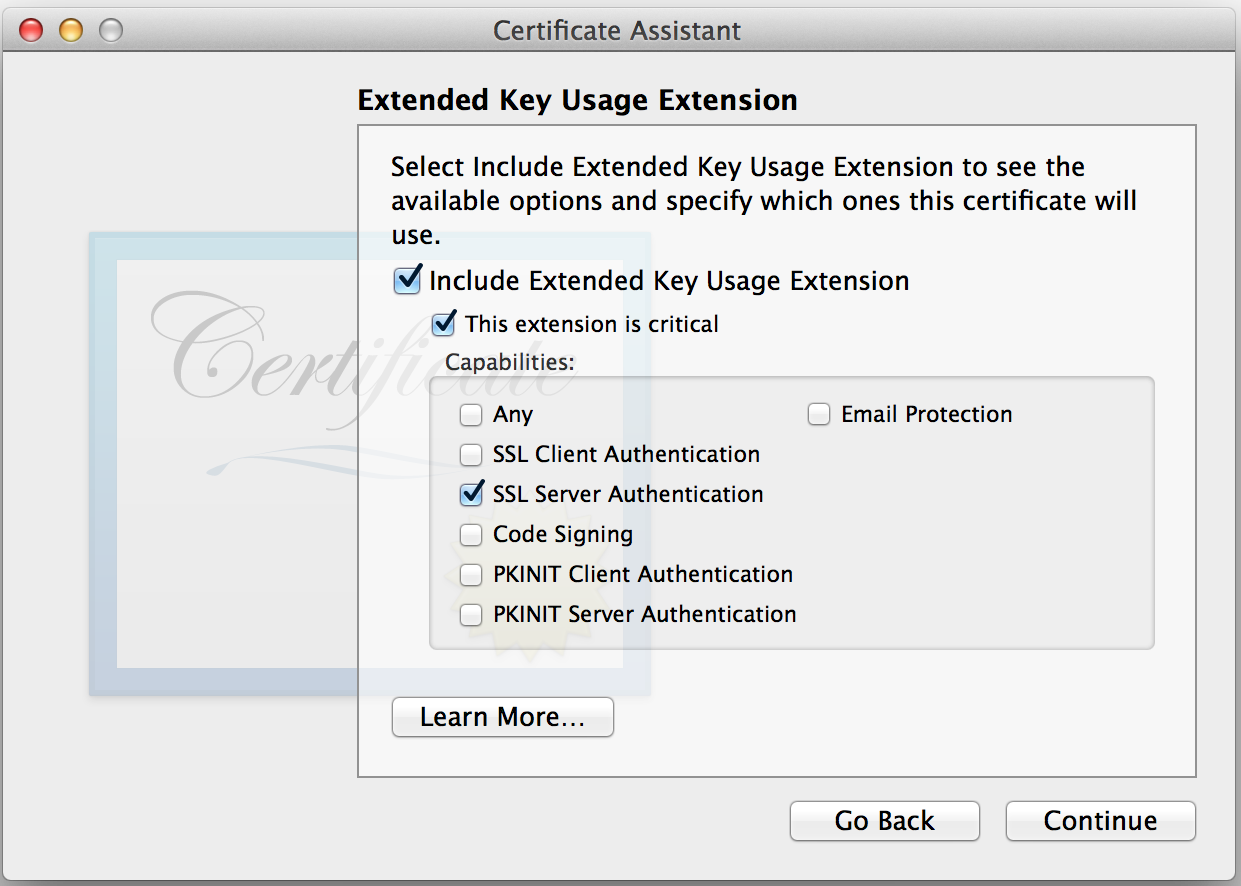 Certificate Assistant
Extended Key Usage Extension
Select Include Extended Key Usage Extension to see the
available options and specify which ones this certificate will
use.
Include Extended Key Usage Extension
This extension is critical
Certificate
Capabilities:
Any
Email Protection
SSL Client Authentication
SSL Server Authentication
Code Signing
PKINIT Client Authentication
PKINIT Server Authentication
Learn More...
Go Back
Continue